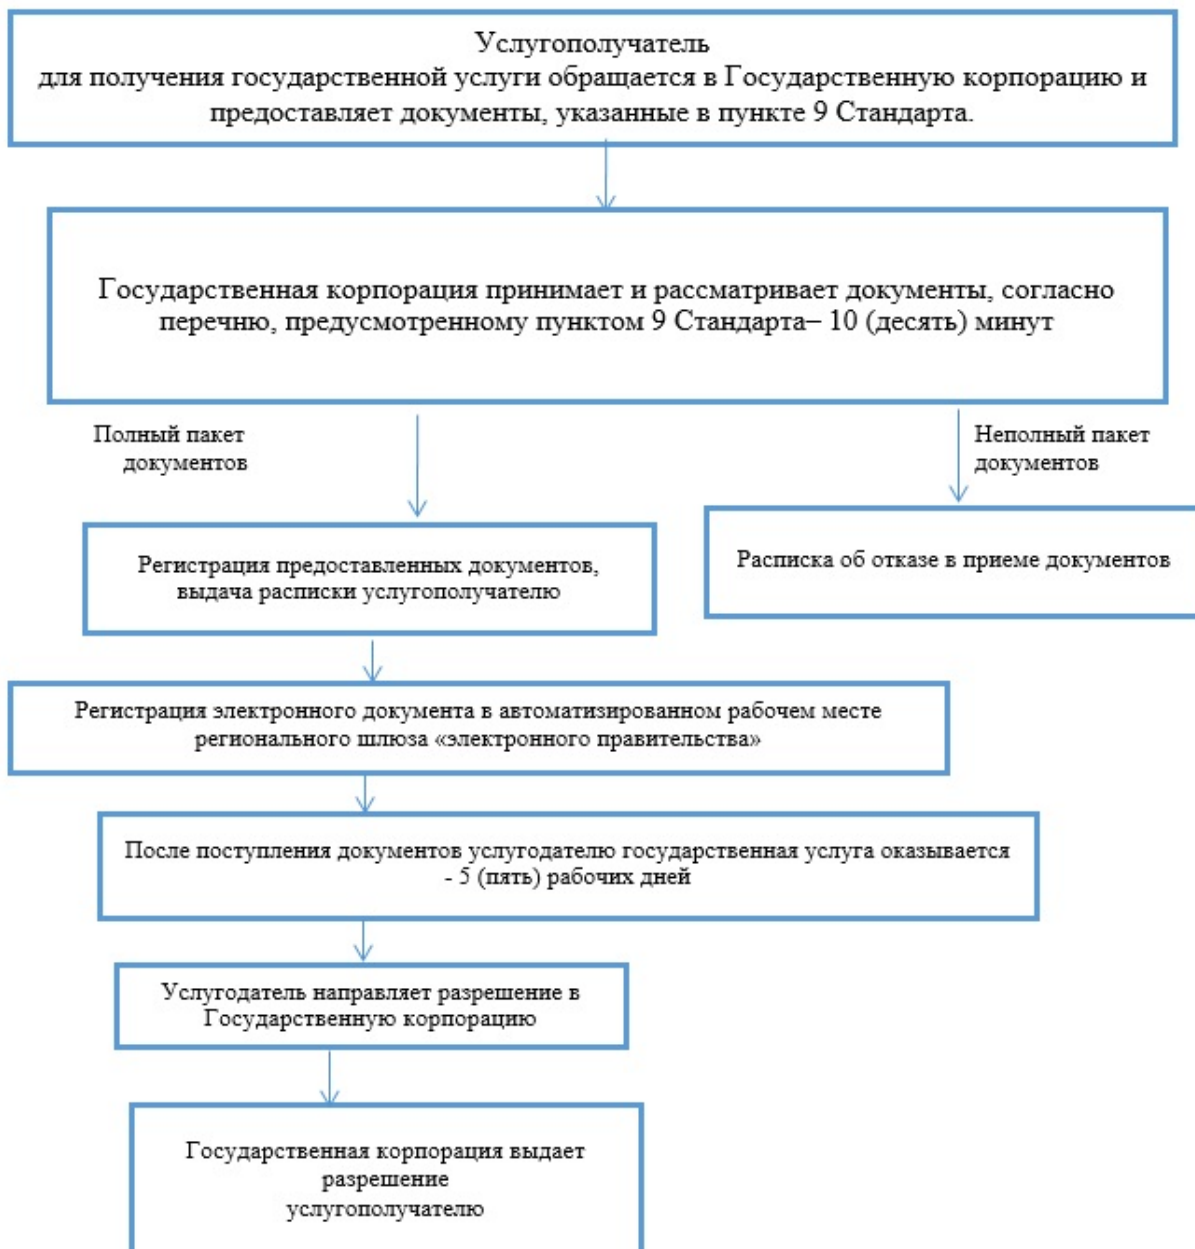 Услугополучатель
для получения государственной услуги обращается в Государственную корпорацию и
предоставляет документы, указанные в пункте 9 Стандарта.
Государственная корпорация принимает и рассматривает документы, согласно
перечню, предусмотренному пунктом 9 Стандарта– 10 (десять) минут
Полный пакет
документов
Неполный пакет
документов
Регистрация предоставленных документов,
выдача расписки услугополучателю
Расписка об отказе в приеме документов
Регистрация электронного документа в автоматизированном рабочем месте
регионального шлюза «электронного правительства»
После поступления документов услугодателю государственная услуга оказывается
- 5 (пять) рабочих дней
Услугодатель направляет разрешение в
Государственную корпорацию
Государственная корпорация выдает
разрешение
услугополучателю